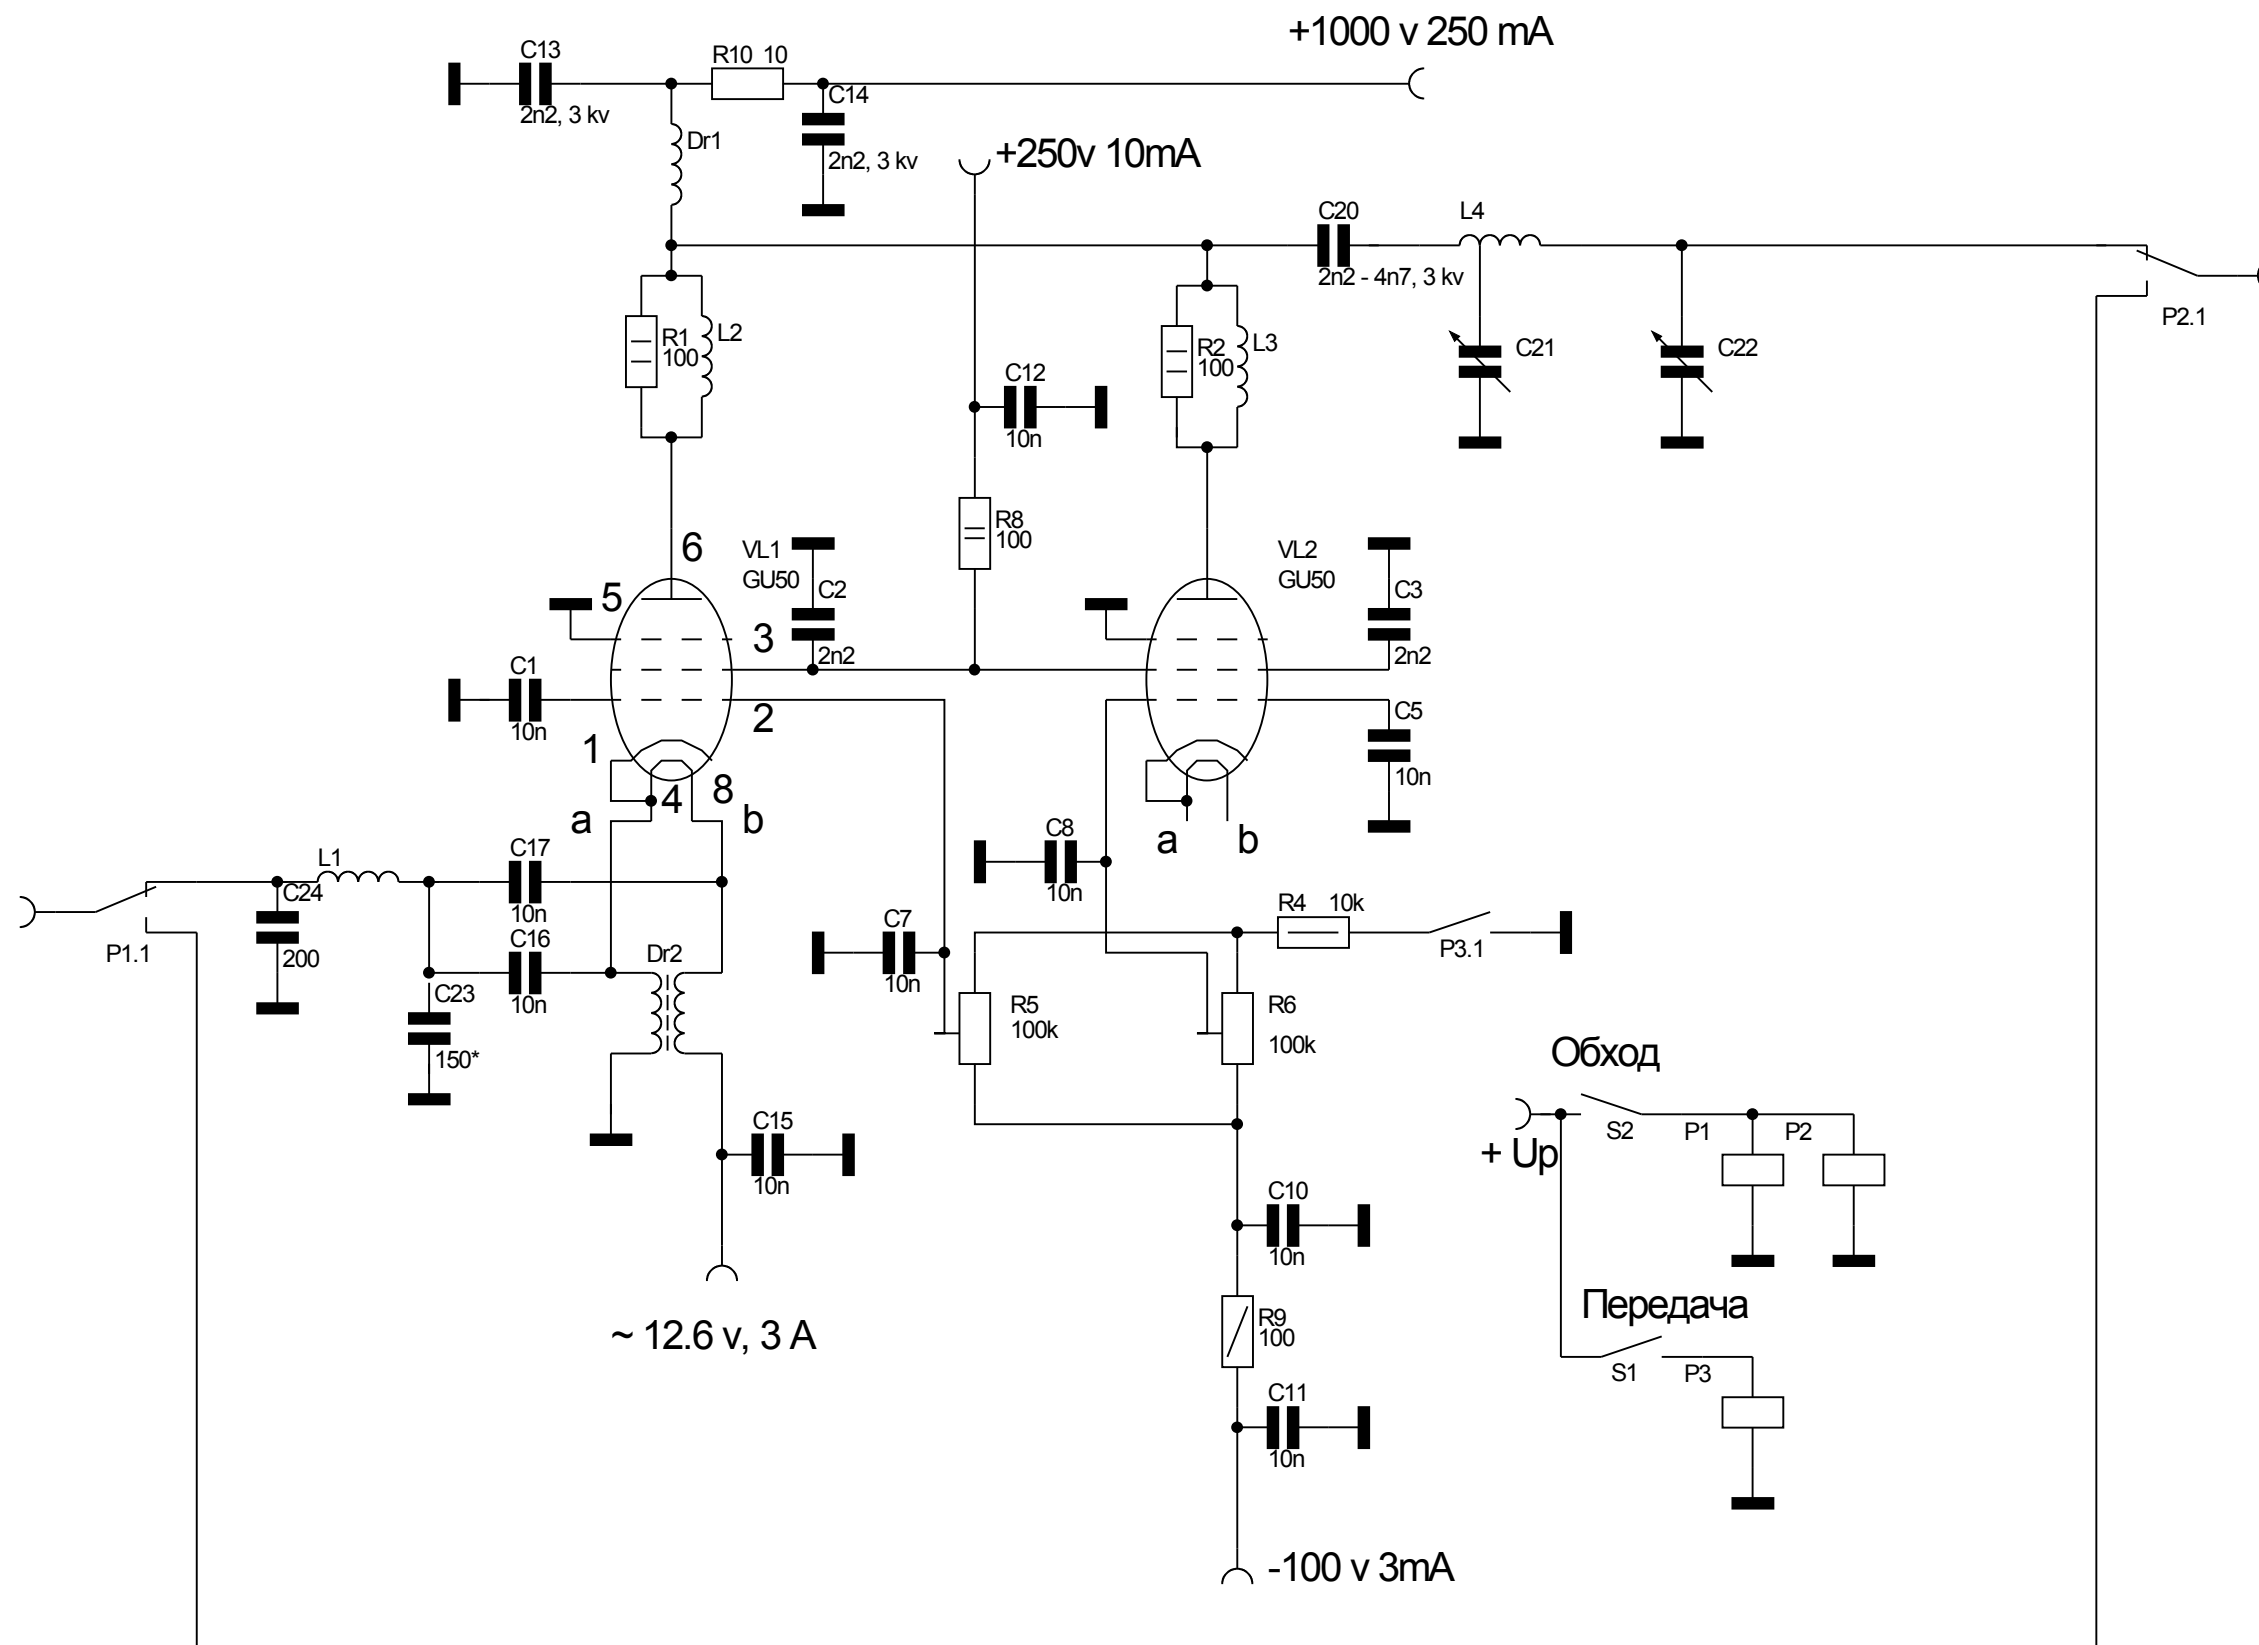 +1000 v 250 mA
C13
R10 10
2n2, 3 kv
C14
Dr1
2n2, 3 kv
+250v 10mA
C20
L4
2n2 - 4n7, 3 kv
P2.1
R1
100
L2
R2
100
L3
C21
C22
C12
10n
R8
100
6
VL1
GU50
VL2
GU50
5
C2
C3
3
2n2
2n2
C1
10n
2
C5
10n
1
4
8
a
b
a
b
C8
10n
L1
C17
10n
C24
200
P1.1
C16
10n
Dr2
C7
10n
R4 10k
P3.1
C23
150*
R5
100k
R6
100k
Обход
C15
10n
S2
P1
P2
+ Up
C10
10n
~ 12.6 v, 3 A
R9
100
Передача
S1
P3
C11
10n
-100 v 3mA